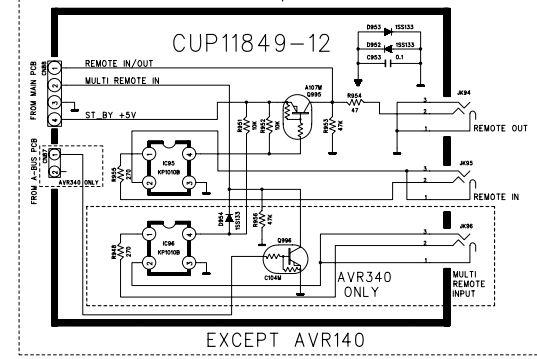 CUP11849-12
D953 1SS133
D952 1SS133
C953 0.1
FROM MAIN PCB
CN88
1
2
3
4
REMOTE IN/OUT
MULTI REMOTE IN
ST_BY +5V
A107M
Q995
R954
47
JK94
3
2
1
REMOTE OUT
R951
10K
R952
10K
R953
47K
FROM A-BUS PCB
CN87
1
2
AVR340 ONLY
R955
270
IC95
KP1010B
1
2
3
4
JK95
3
2
1
REMOTE IN
D954
1SS133
R956
47K
R948
270
IC96
KP1010B
1
2
3
4
Q996
C104M
AVR340
ONLY
JK96
3
2
1
MULTI
REMOTE
INPUT
EXCEPT AVR140